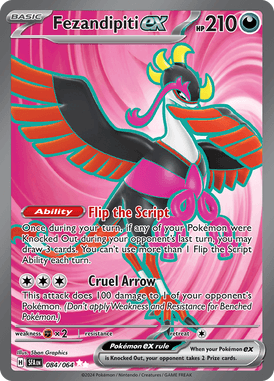 BASIC Fezandipiti ex HP 210
Ability Flip the Script
Once during your turn, if any of your Pokémon were
Knocked Out during your opponent's last turn, you may
draw 3 cards. You can't use more than 1 Flip the Script
Ability each turn.
Cruel Arrow
This attack does 100 damage to 1 of your opponent's
Pokémon. (Don't apply Weakness and Resistance for Benched
Pokémon.)
weakness ×2 resistance retreat
Illus. 5ban Graphics
Pokémon ex rule
H SFA EN 084/064
When your Pokémon ex
is Knocked Out, your opponent takes 2 Prize cards.
©2024 Pokémon / Nintendo / Creatures / GAME FREAK